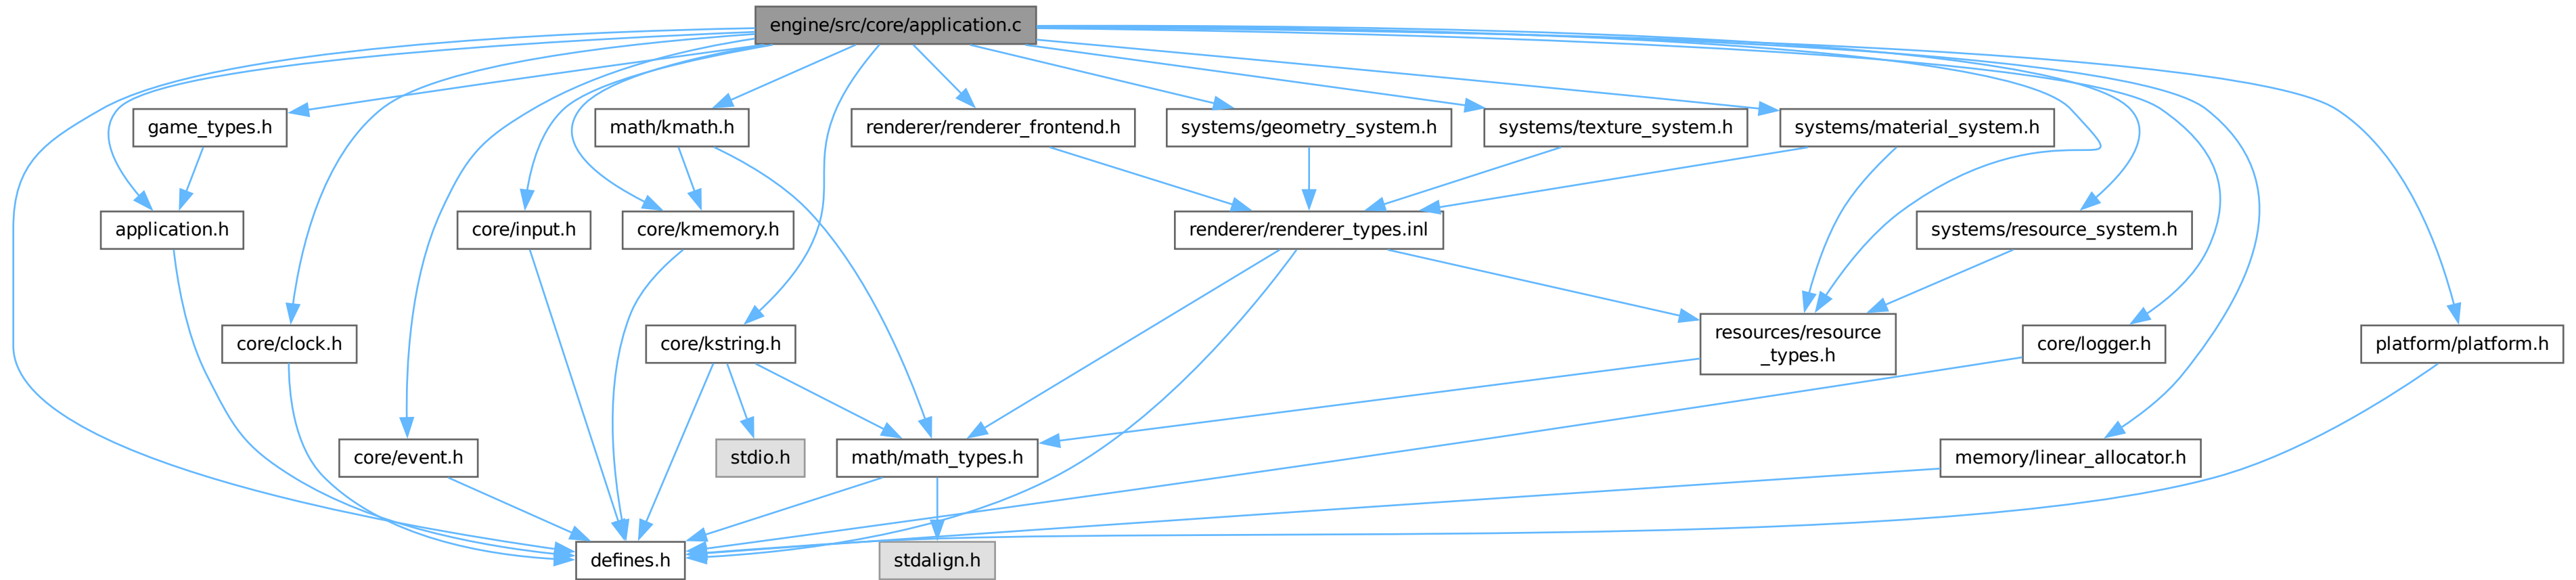 engine/src/core/application.c
game_types.h
math/kmath.h
renderer/renderer_frontend.h
systems/geometry_system.h
systems/texture_system.h
systems/material_system.h
application.h
core/input.h
core/kmemory.h
renderer/renderer_types.inl
systems/resource_system.h
core/clock.h
core/kstring.h
resources/resource
_types.h
core/logger.h
platform/platform.h
core/event.h
stdio.h
math/math_types.h
memory/linear_allocator.h
defines.h
stdalign.h